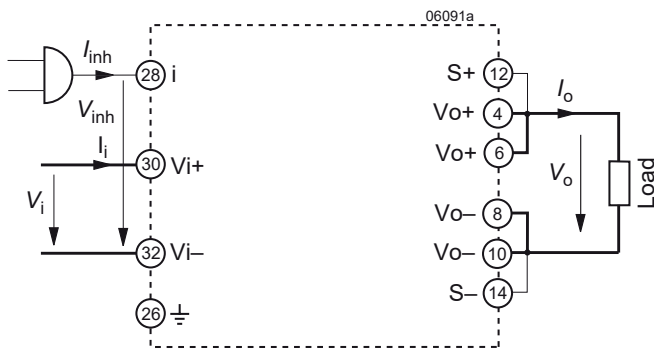 06091a
Iinh
28
i
S+
12
Vinh
Vo+
4
Io
Ii
30
Vi+
Vo+
6
Vi
Vo
Load
Vo–
8
32
Vi–
Vo–
10
S–
14
26